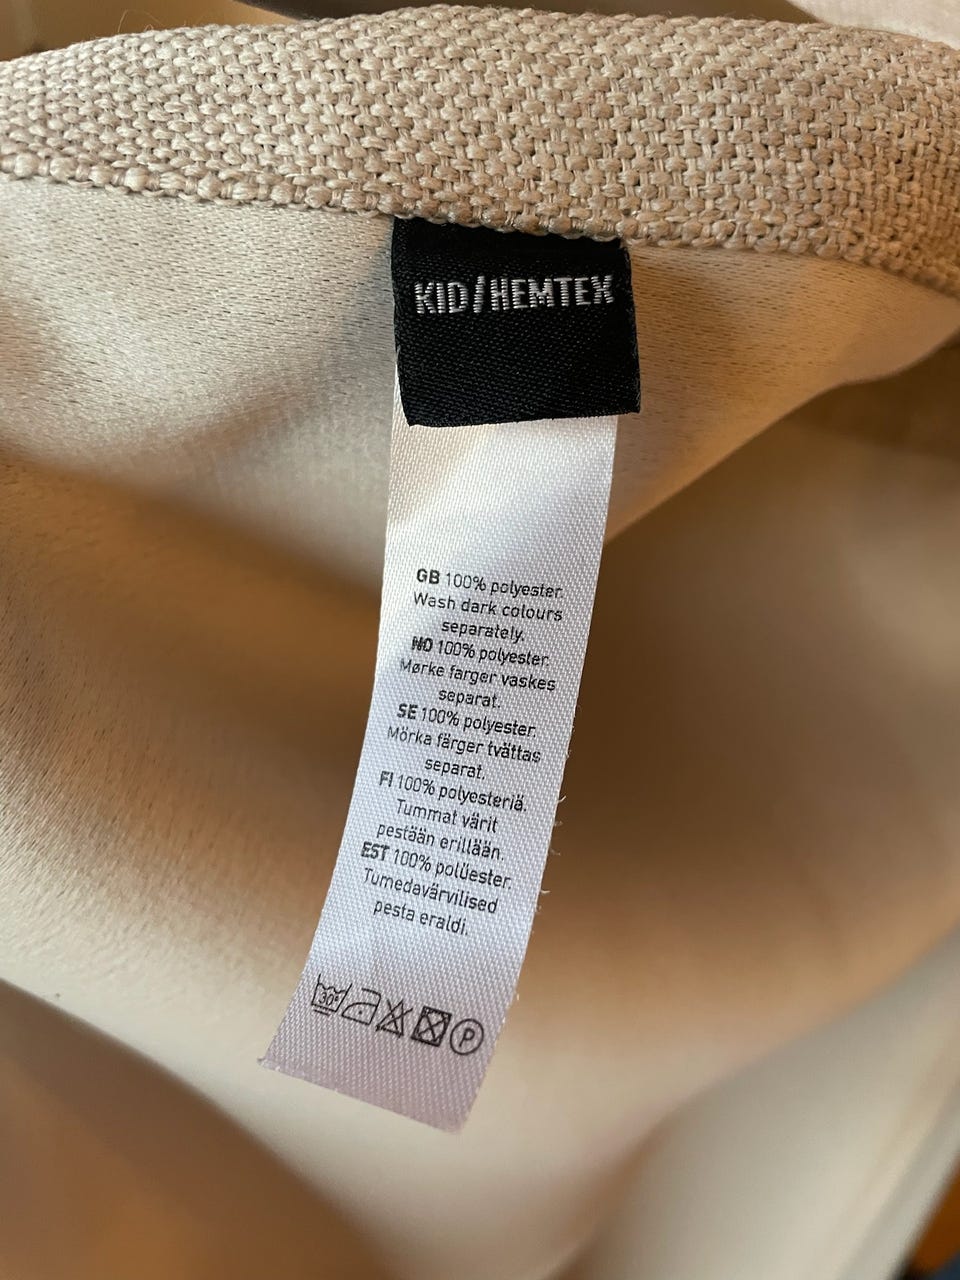 KID/HEMTEX
GB 100% polyester.
Wash dark colours
separately.
NO 100% polyester.
Mørke farger vaskes
separat.
SE 100% polyester.
Mörka färger tvättas
separat.
FI 100% polyesteriä.
Tummat värit
pestään erillään.
EST 100% polüester.
Tumedavärvilised
pesta eraldi.
30° P